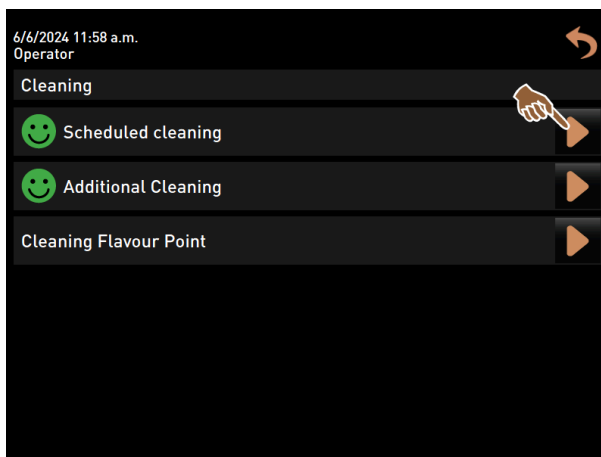 6/6/2024 11:58 a.m.
Operator
Cleaning
Scheduled cleaning
Additional Cleaning
Cleaning Flavour Point